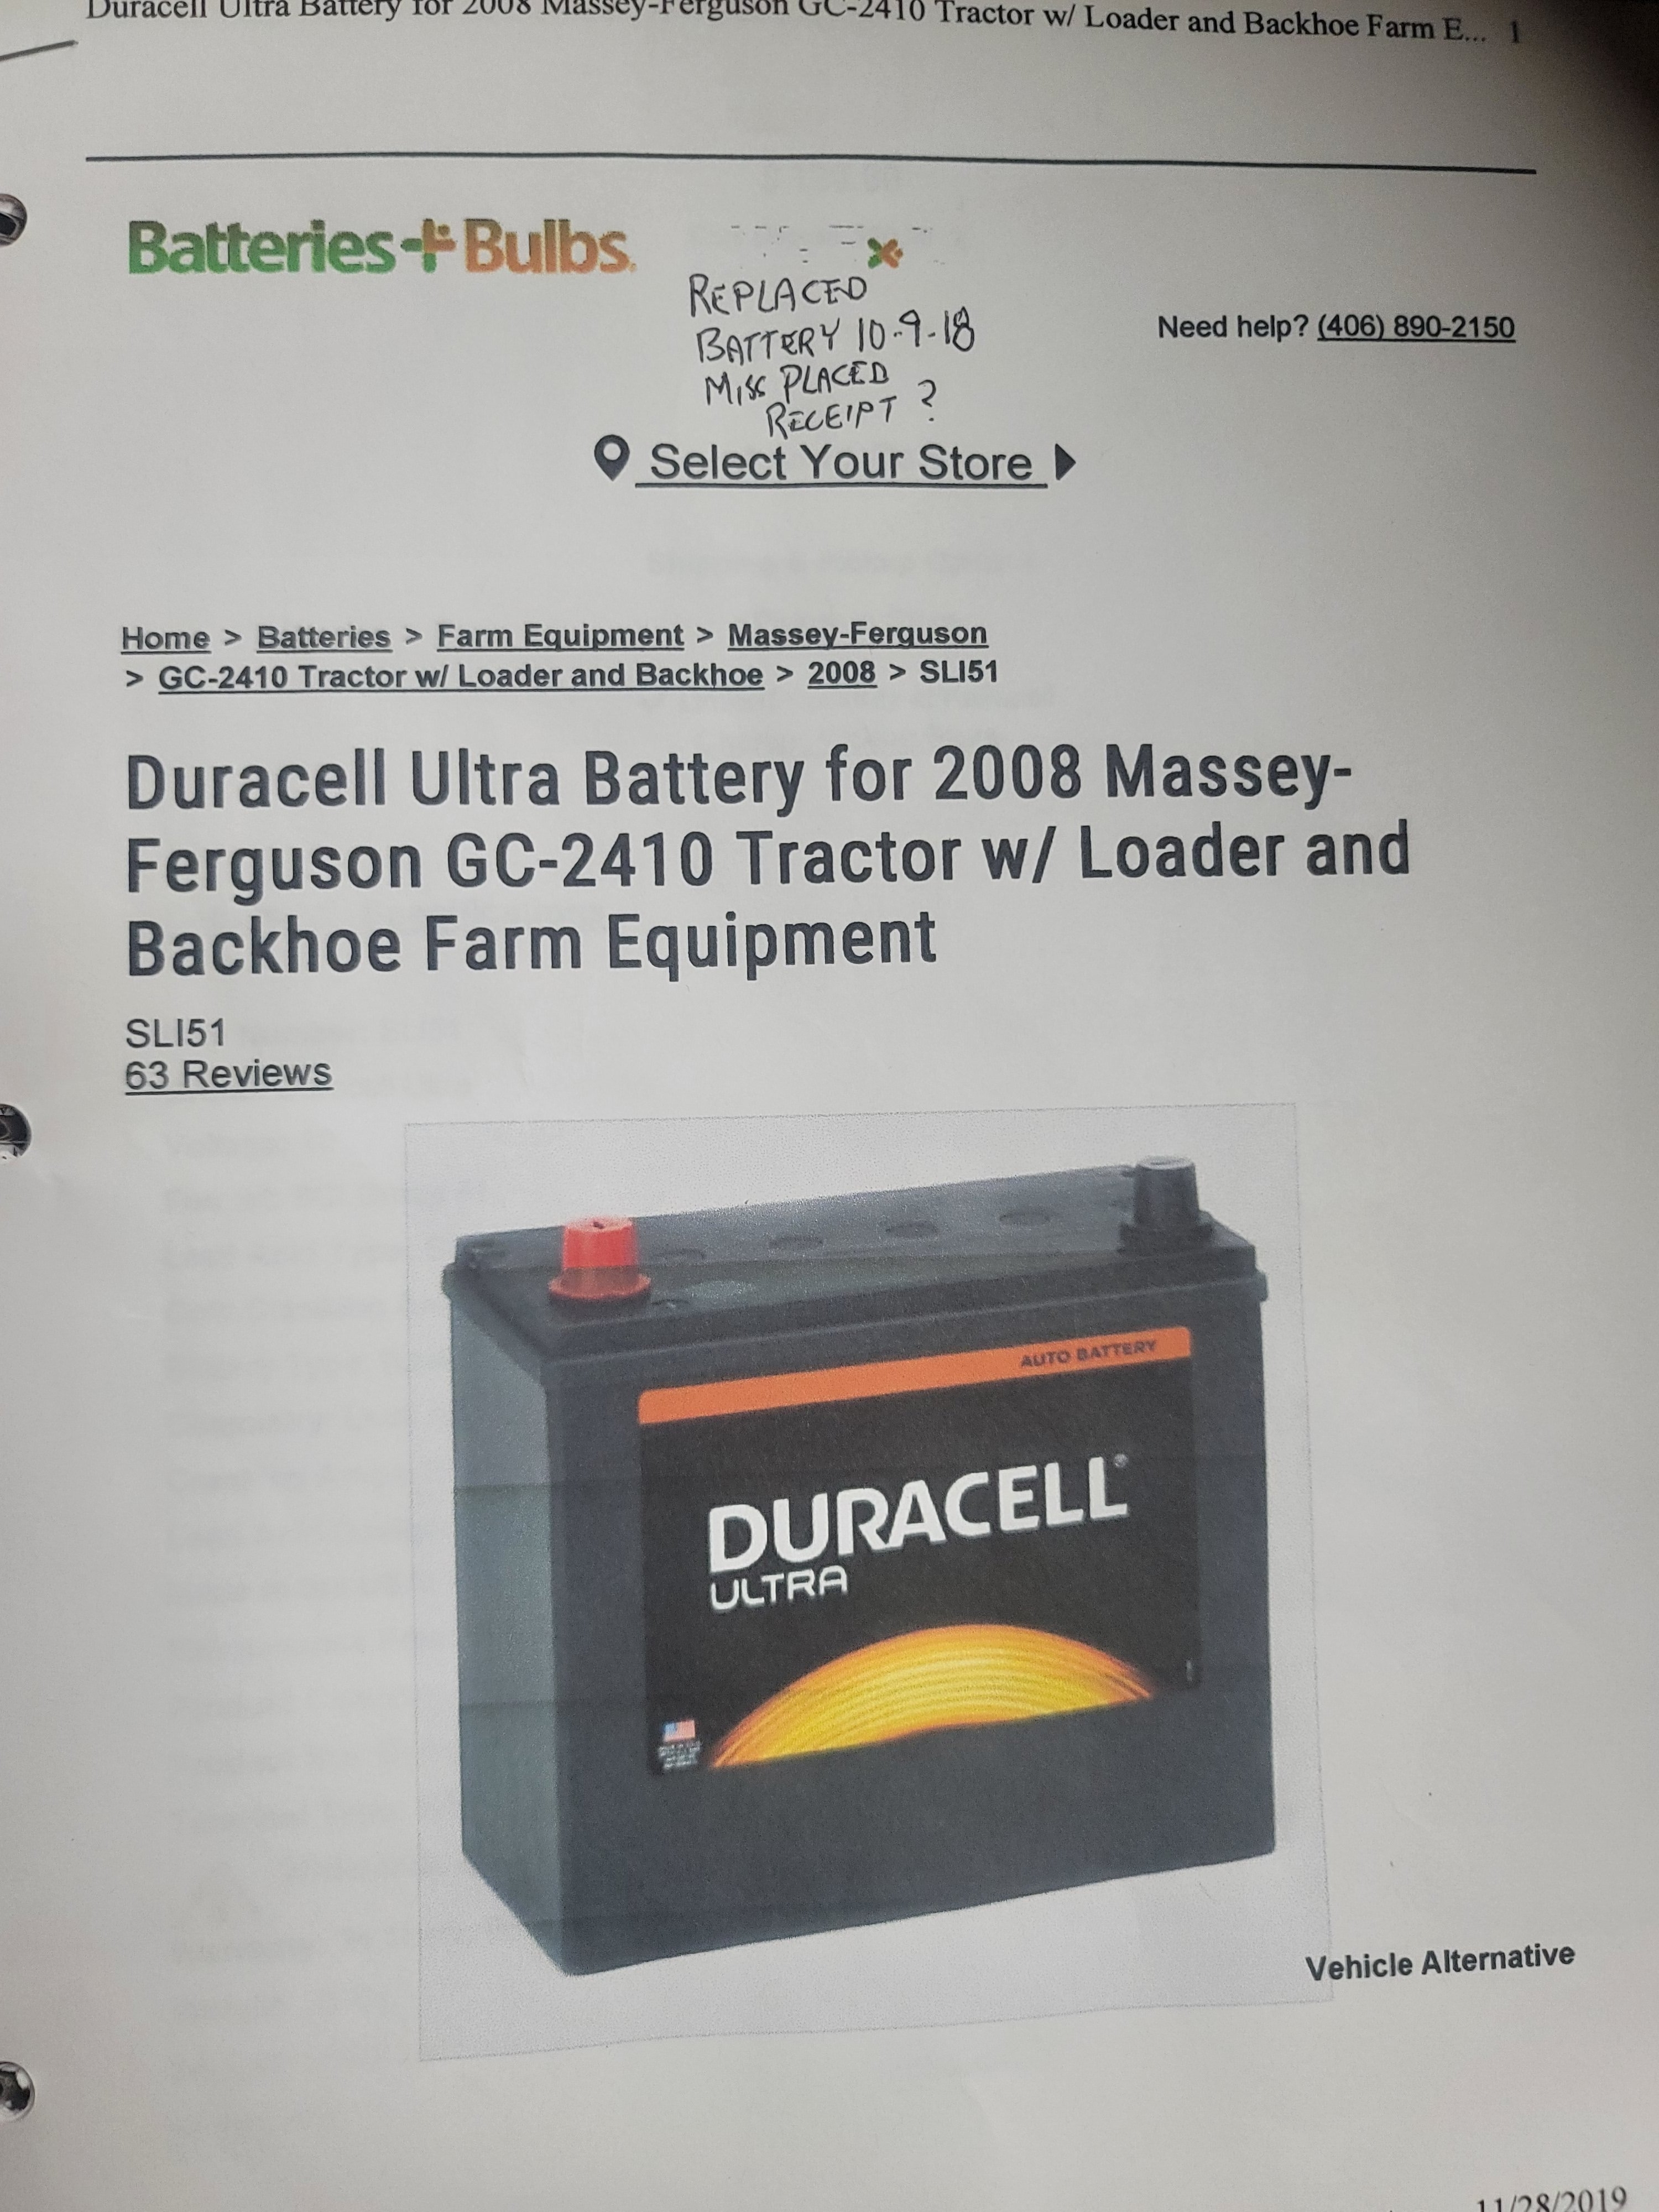 Duracell Ultra Battery for 2008 Massey-Ferguson GC-2410 Tractor w/ Loader and Backhoe Farm E... 1
Batteries+Bulbs.
REPLACED
BATTERY 10-9-18
MISS PLACED
RECEIPT ?
Need help? (406) 890-2150
Select Your Store
Home > Batteries > Farm Equipment > Massey-Ferguson
> GC-2410 Tractor w/ Loader and Backhoe > 2008 > SLI51
Duracell Ultra Battery for 2008 Massey-
Ferguson GC-2410 Tractor w/ Loader and
Backhoe Farm Equipment
SLI51
63 Reviews
AUTO BATTERY
DURACELL®
ULTRA
Vehicle Alternative
11/28/2019